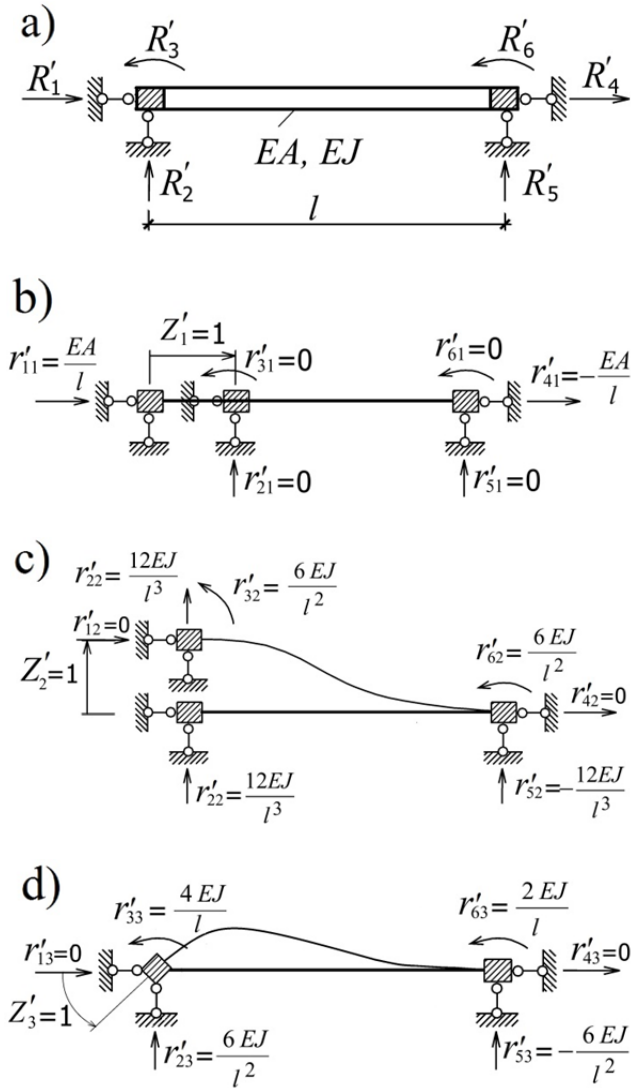 a)
R′₃ R′₆
R′₁ R′₄
EA, EJ
R′₂ R′₅
l
b)
Z′₁=1
r′₁₁=EA/l r′₃₁=0 r′₆₁=0 r′₄₁=-EA/l
r′₂₁=0 r′₅₁=0
c)
r′₂₂=12EJ/l³ r′₃₂=6EJ/l²
r′₁₂=0
Z′₂=1 r′₆₂=6EJ/l² r′₄₂=0
r′₂₂=12EJ/l³ r′₅₂=-12EJ/l³
d)
r′₃₃=4EJ/l r′₆₃=2EJ/l
r′₁₃=0 r′₄₃=0
Z′₃=1
r′₂₃=6EJ/l² r′₅₃=-6EJ/l²